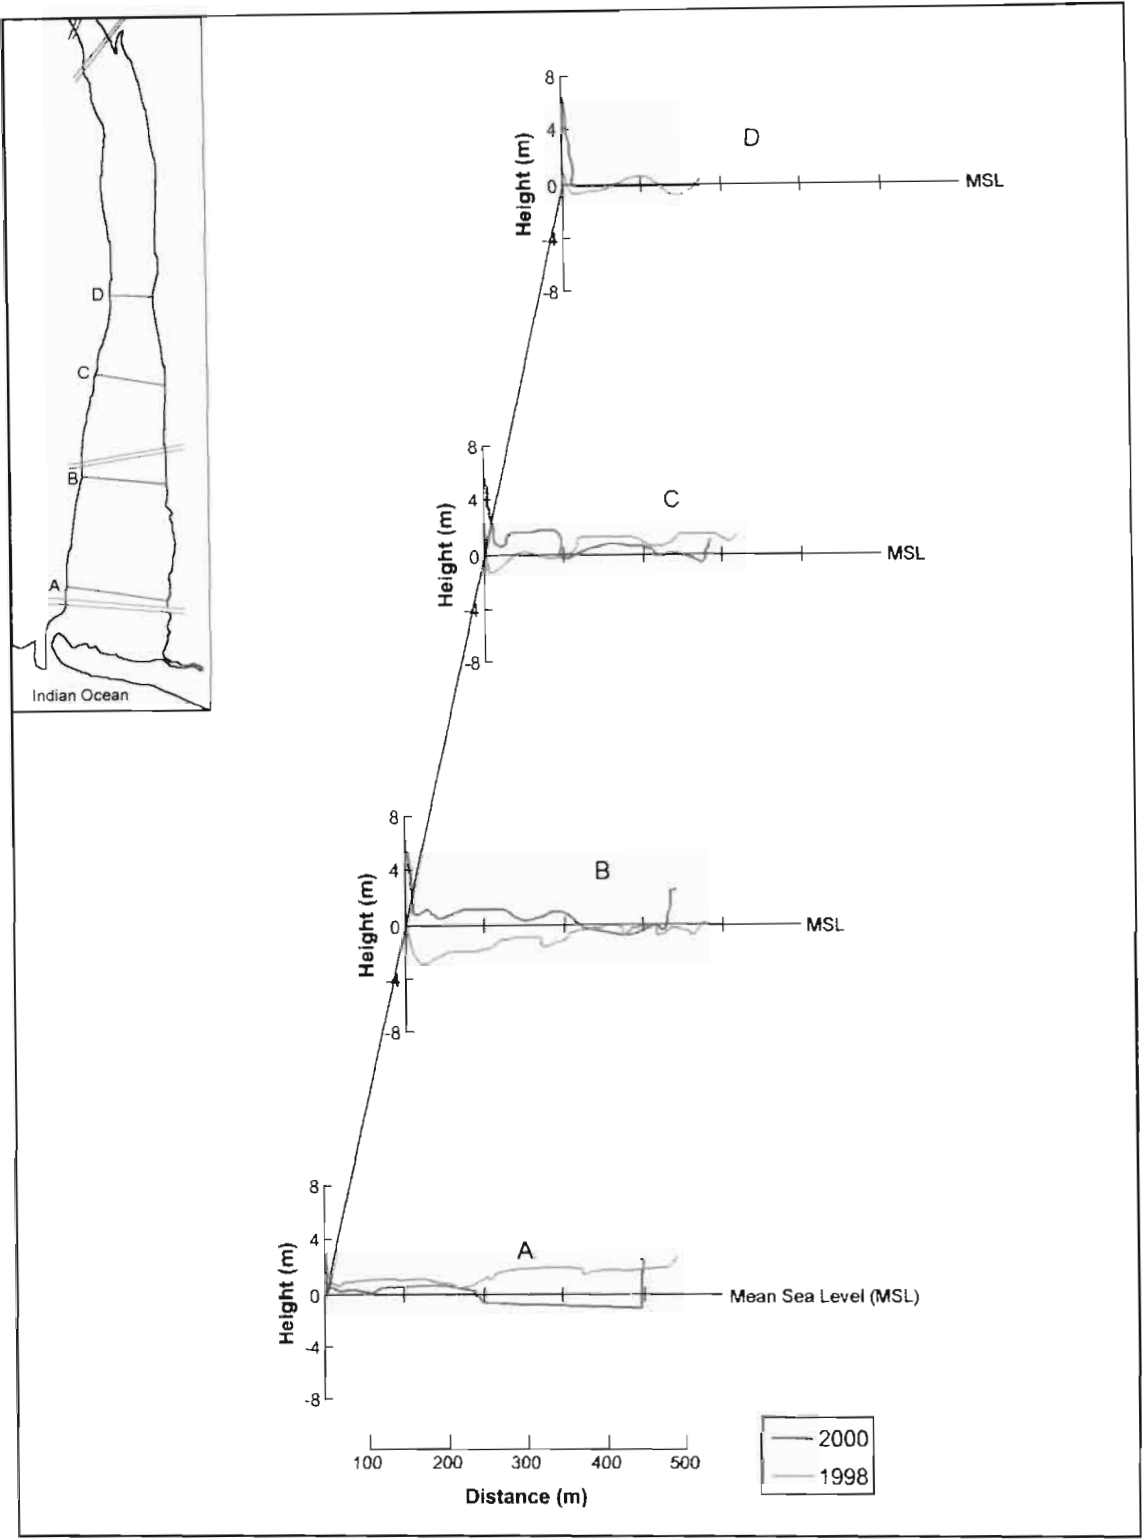 D
C
B
A
Indian Ocean
8
4
0
-4
-8
Height (m)
D
MSL
8
4
0
-4
-8
Height (m)
C
MSL
8
4
0
-4
-8
Height (m)
B
MSL
8
4
0
-4
-8
Height (m)
A
Mean Sea Level (MSL)
100 200 300 400 500
Distance (m)
2000
1998